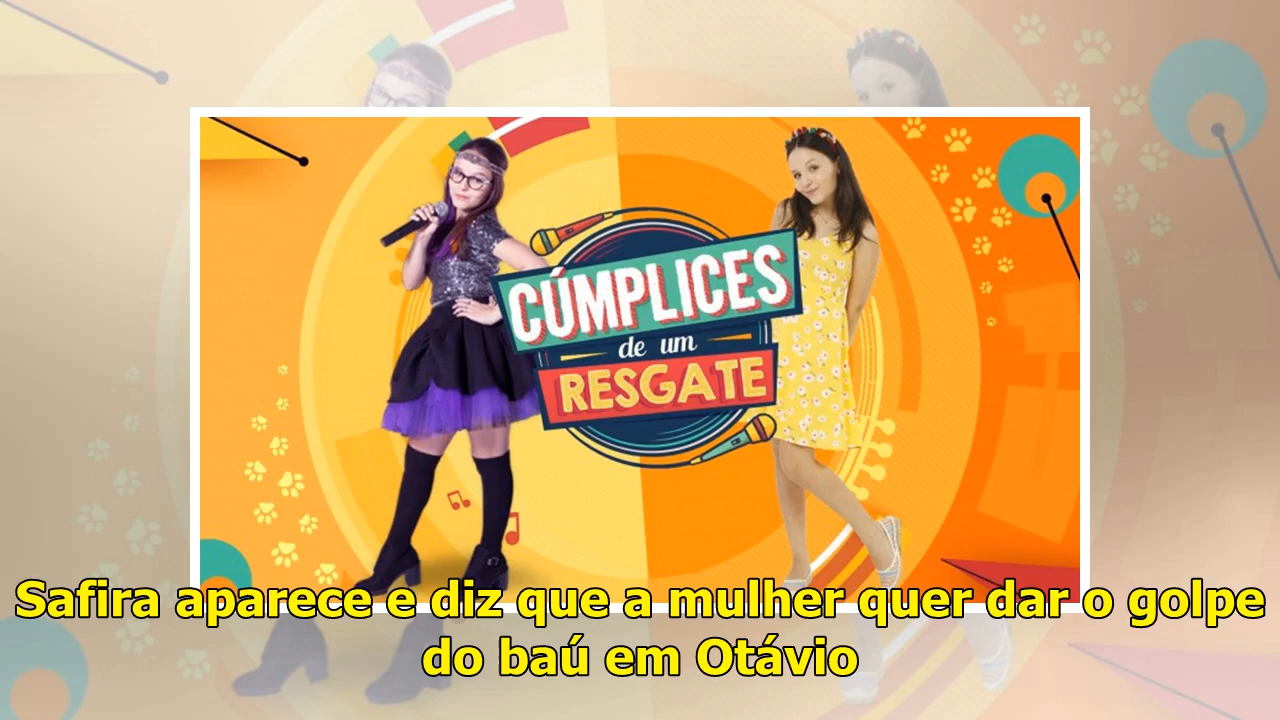 CÚMPLICES
de um
RESGATE
Safira aparece e diz que a mulher quer dar o golpe
do baú em Otávio